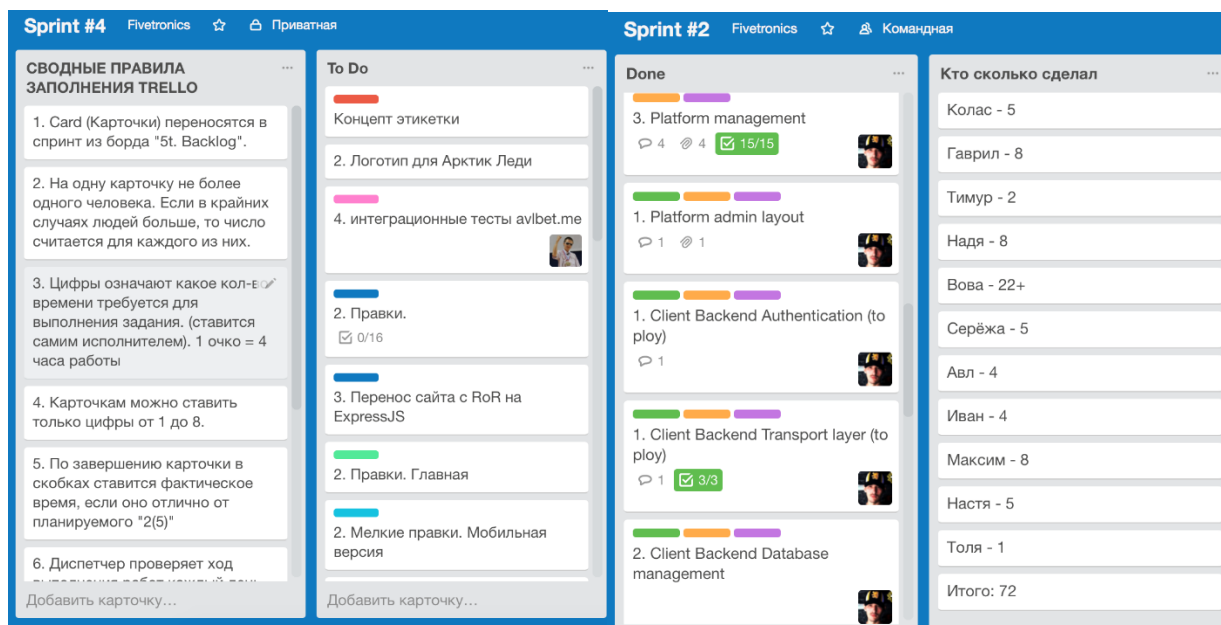 Sprint #4 Fivetronics Приватная
СВОДНЫЕ ПРАВИЛА
ЗАПОЛНЕНИЯ TRELLO
1. Card (Карточки) переносятся в
спринт из борда "5t. Backlog".
2. На одну карточку не более
одного человека. Если в крайних
случаях людей больше, то число
считается для каждого из них.
3. Цифры означают какое кол-в
времени требуется для
выполнения задания. (ставится
самим исполнителем). 1 очко = 4
часа работы
4. Карточкам можно ставить
только цифры от 1 до 8.
5. По завершению карточки в
скобках ставится фактическое
время, если оно отлично от
планируемого "2(5)"
6. Диспетчер проверяет ход
Добавить карточку…
To Do
Концепт этикетки
2. Логотип для Арктик Леди
4. интеграционные тесты avlbet.me
2. Правки.
0/16
3. Перенос сайта с RoR на
ExpressJS
2. Правки. Главная
2. Мелкие правки. Мобильная
версия
Добавить карточку…
Sprint #2 Fivetronics Командная
Done
3. Platform management
4 4 15/15
1. Platform admin layout
1 1
1. Client Backend Authentication (to
ploy)
1
1. Client Backend Transport layer (to
ploy)
1 3/3
2. Client Backend Database
management
Кто сколько сделал
Колас - 5
Гаврил - 8
Тимур - 2
Надя - 8
Вова - 22+
Серёжа - 5
Авл - 4
Иван - 4
Максим - 8
Настя - 5
Толя - 1
Итого: 72